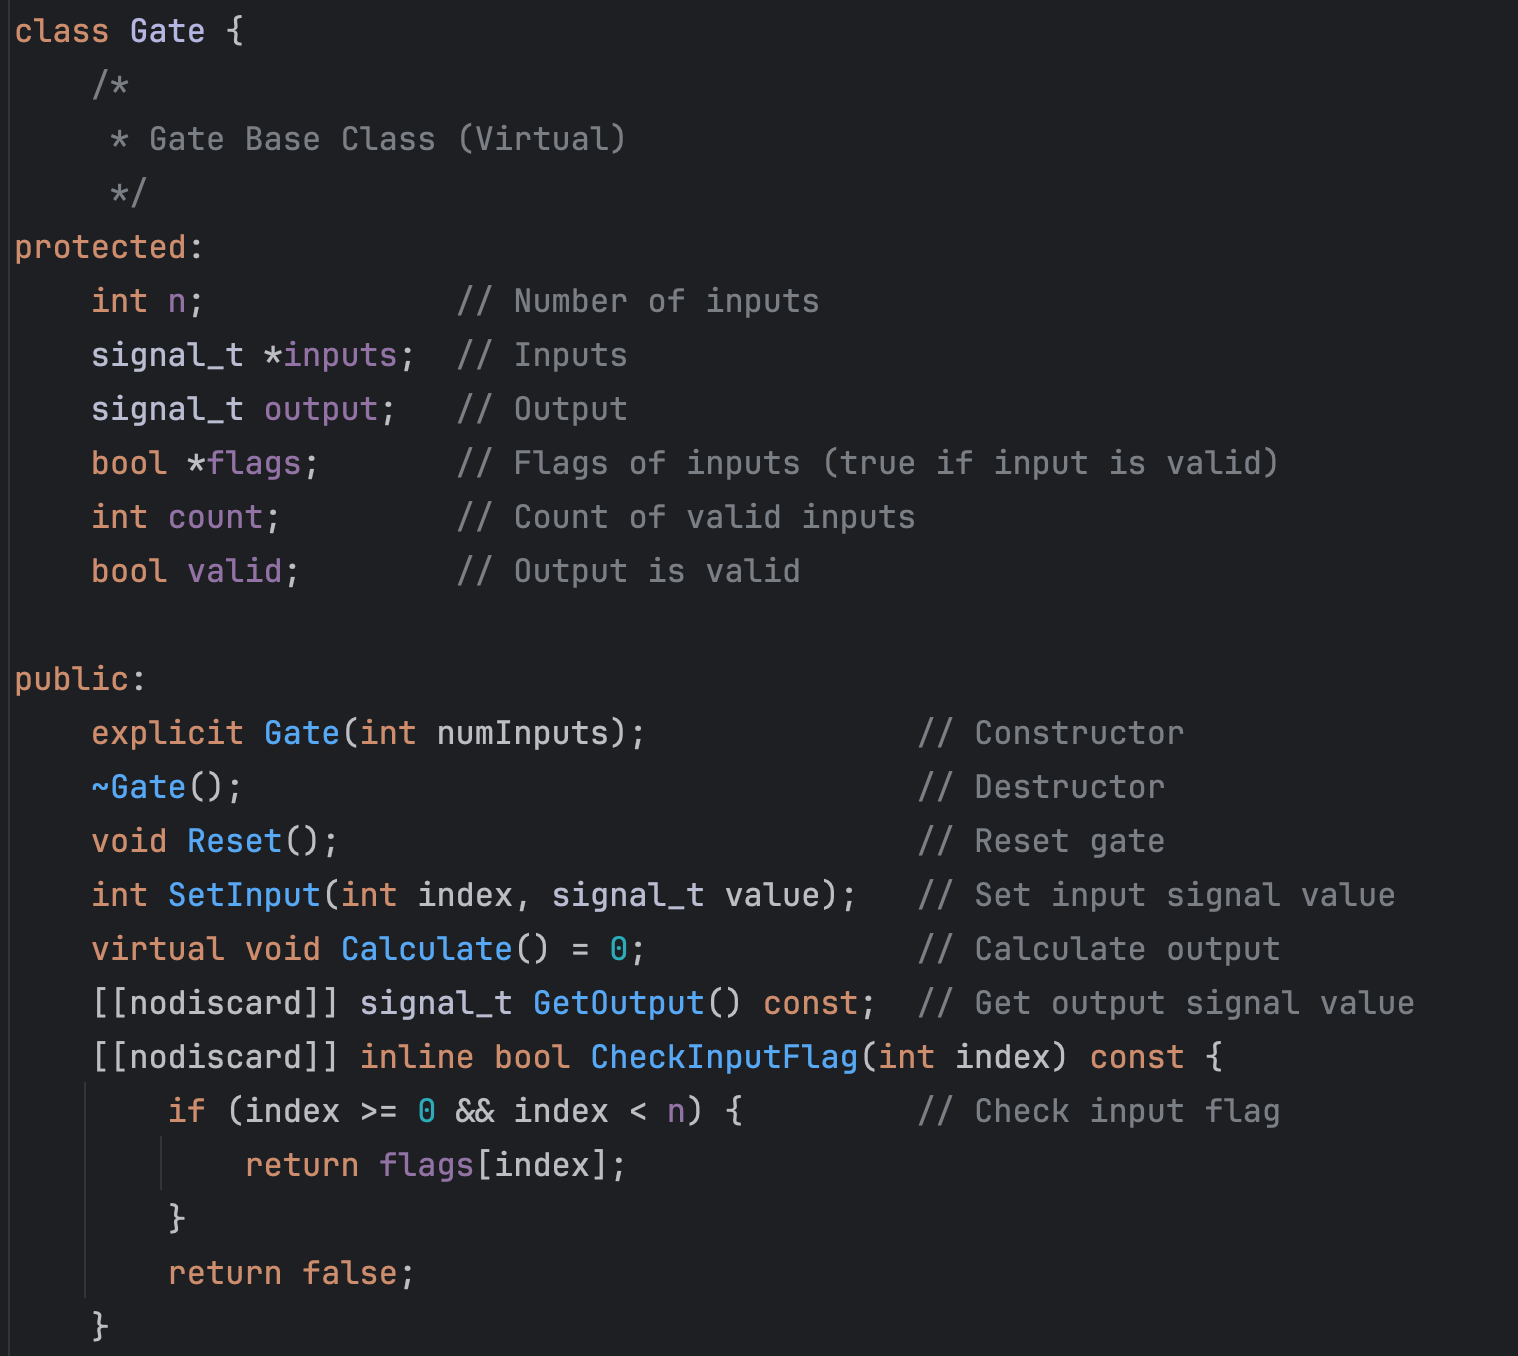 class Gate {
    /*
     * Gate Base Class (Virtual)
     */
protected:
    int n;             // Number of inputs
    signal_t *inputs;  // Inputs
    signal_t output;   // Output
    bool *flags;       // Flags of inputs (true if input is valid)
    int count;         // Count of valid inputs
    bool valid;        // Output is valid

public:
    explicit Gate(int numInputs);              // Constructor
    ~Gate();                                   // Destructor
    void Reset();                              // Reset gate
    int SetInput(int index, signal_t value);   // Set input signal value
    virtual void Calculate() = 0;              // Calculate output
    [[nodiscard]] signal_t GetOutput() const;  // Get output signal value
    [[nodiscard]] inline bool CheckInputFlag(int index) const {
        if (index >= 0 && index < n) {         // Check input flag
            return flags[index];
        }
        return false;
    }